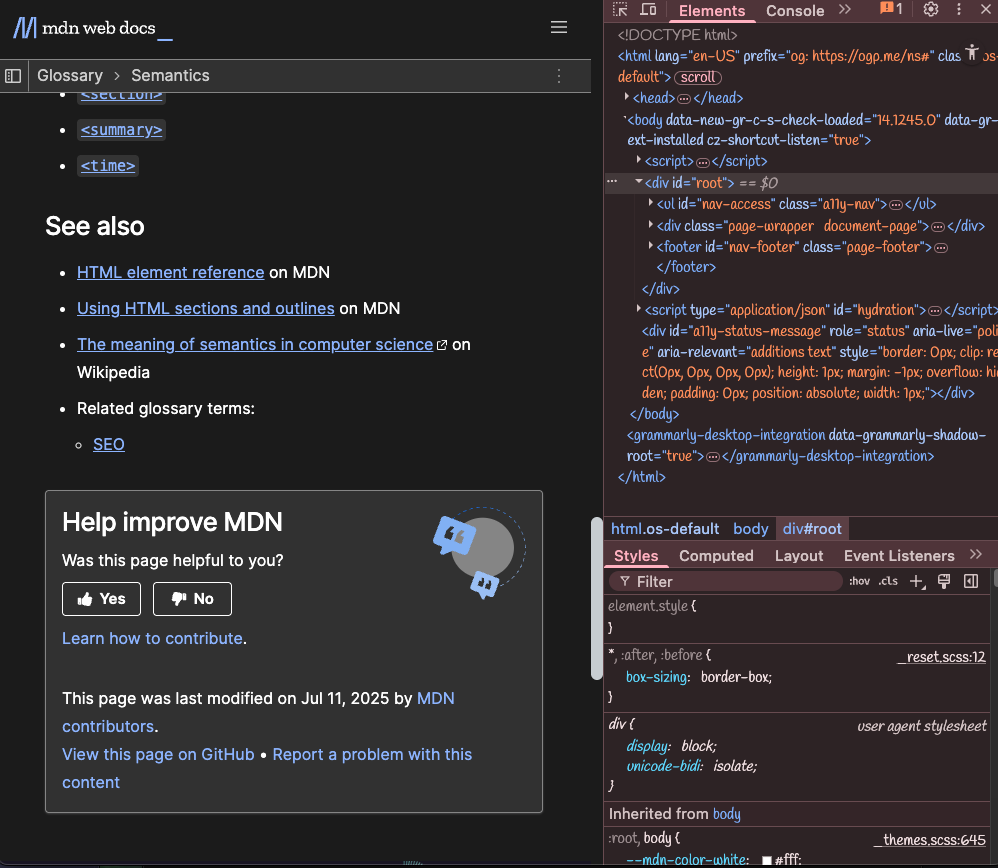 mdn web docs_
Glossary > Semantics
<section>
<summary>
<time>
See also
HTML element reference on MDN
Using HTML sections and outlines on MDN
The meaning of semantics in computer science on
Wikipedia
Related glossary terms:
SEO
Help improve MDN
Was this page helpful to you?
Yes No
Learn how to contribute.
This page was last modified on Jul 11, 2025 by MDN
contributors.
View this page on GitHub • Report a problem with this
content
Elements Console >> 1
<!DOCTYPE html>
<html lang="en-US" prefix="og: https://ogp.me/ns#" clas os-
default"> scroll
<head>…</head>
<body data-new-gr-c-s-check-loaded="14.1245.0" data-gr-
ext-installed cz-shortcut-listen="true">
<script>…</script>
<div id="root"> == $0
<ul id="nav-access" class="a11y-nav">…</ul>
<div class="page-wrapper document-page">…</div>
<footer id="nav-footer" class="page-footer">…
</footer>
</div>
<script type="application/json" id="hydration">…</script>
<div id="a11y-status-message" role="status" aria-live="poli
e" aria-relevant="additions text" style="border: 0px; clip: re
ct(0px, 0px, 0px, 0px); height: 1px; margin: -1px; overflow: hi
den; padding: 0px; position: absolute; width: 1px;"></div>
</body>
<grammarly-desktop-integration data-grammarly-shadow-
root="true">…</grammarly-desktop-integration>
</html>
html.os-default body div#root
Styles Computed Layout Event Listeners >>
Filter :hov .cls
element.style {
}
*, :after, :before { _reset.scss:12
box-sizing: border-box;
}
div { user agent stylesheet
display: block;
unicode-bidi: isolate;
}
Inherited from body
:root, body { _themes.scss:645
--mdn-color-white: #fff;